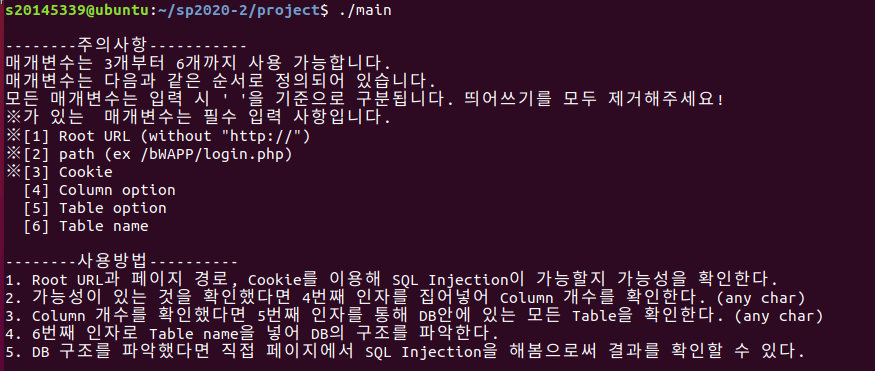 s20145339@ubuntu:~/sp2020-2/project$ ./main
--------주의사항-----------
매개변수는 3개부터 6개까지 사용 가능합니다.
매개변수는 다음과 같은 순서로 정의되어 있습니다.
모든 매개변수는 입력 시 ' '을 기준으로 구분됩니다. 띄어쓰기를 모두 제거해주세요!
※가 있는  매개변수는 필수 입력 사항입니다.
※[1] Root URL (without "http://")
※[2] path (ex /bWAPP/login.php)
※[3] Cookie
[4] Column option
[5] Table option
[6] Table name
--------사용방법----------
1. Root URL과 페이지 경로, Cookie를 이용해 SQL Injection이 가능할지 가능성을 확인한다.
2. 가능성이 있는 것을 확인했다면 4번째 인자를 집어넣어 Column 개수를 확인한다. (any char)
3. Column 개수를 확인했다면 5번째 인자를 통해 DB안에 있는 모든 Table을 확인한다. (any char)
4. 6번째 인자로 Table name을 넣어 DB의 구조를 파악한다.
5. DB 구조를 파악했다면 직접 페이지에서 SQL Injection을 해봄으로써 결과를 확인할 수 있다.